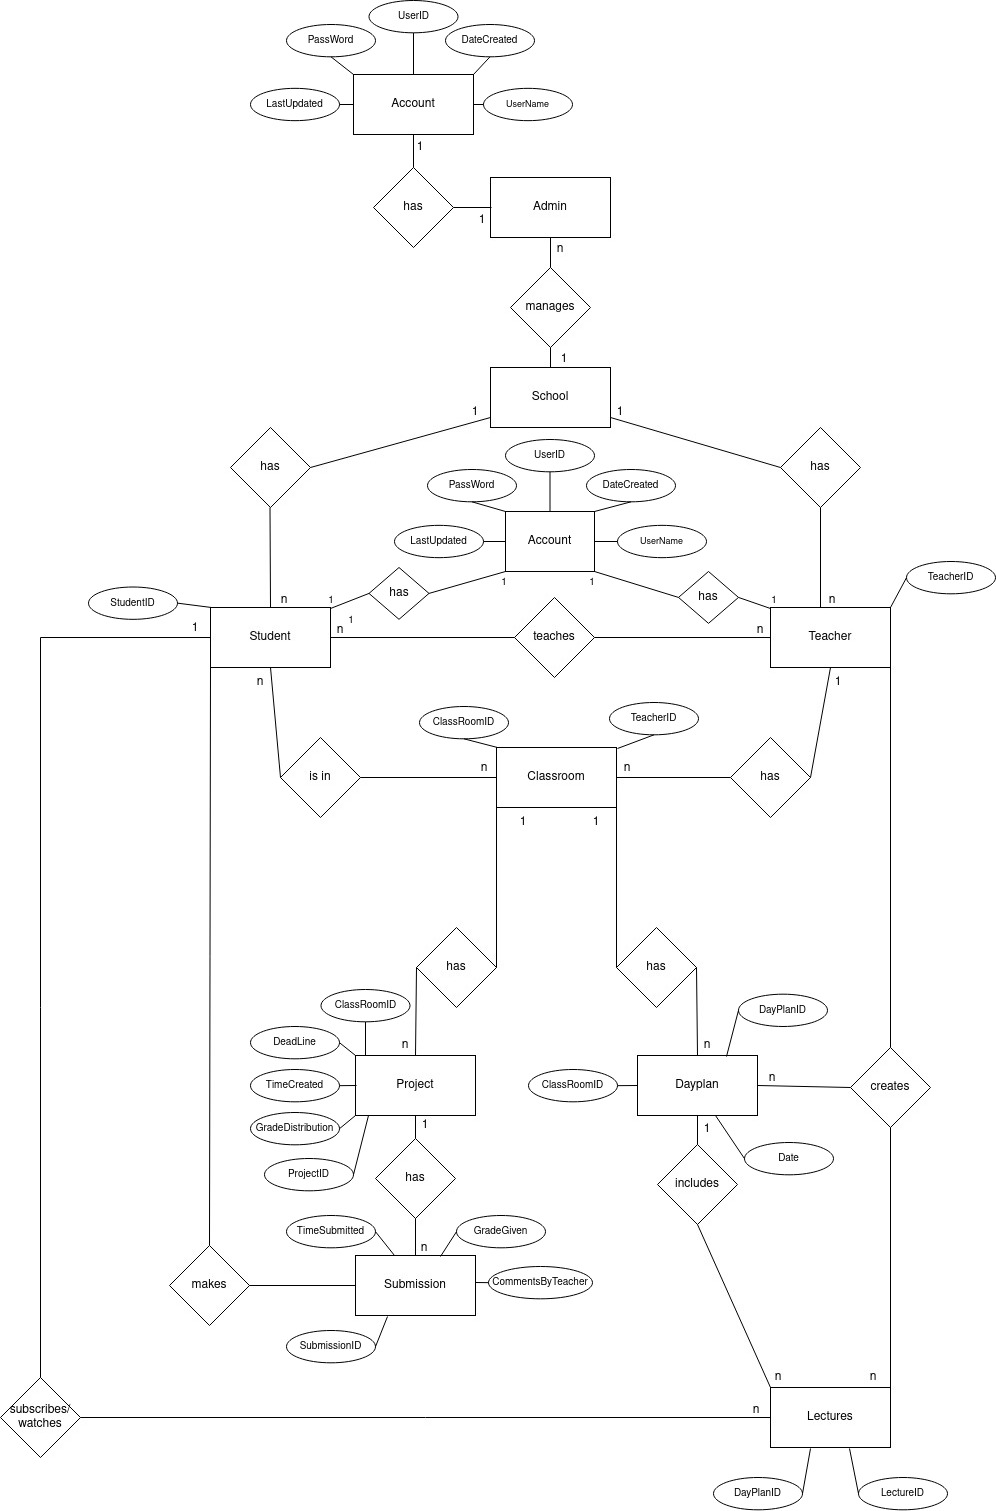 UserID
PassWord
DateCreated
LastUpdated
Account
UserName
1
has
Admin
1
n
manages
1
School
1
1
has
has
UserID
PassWord
DateCreated
LastUpdated
Account
UserName
TeacherID
1
1
has
has
StudentID
n
1
1
n
1
1
n
n
Student
teaches
Teacher
n
1
ClassRoomID
TeacherID
n
n
is in
Classroom
has
1
1
has
has
ClassRoomID
DayPlanID
DeadLine
n
n
TimeCreated
Project
ClassRoomID
Dayplan
n
creates
GradeDistribution
1
1
Date
ProjectID
has
includes
TimeSubmitted
GradeGiven
n
makes
Submission
CommentsByTeacher
SubmissionID
n
n
subscribes/
watches
n
Lectures
DayPlanID
LectureID